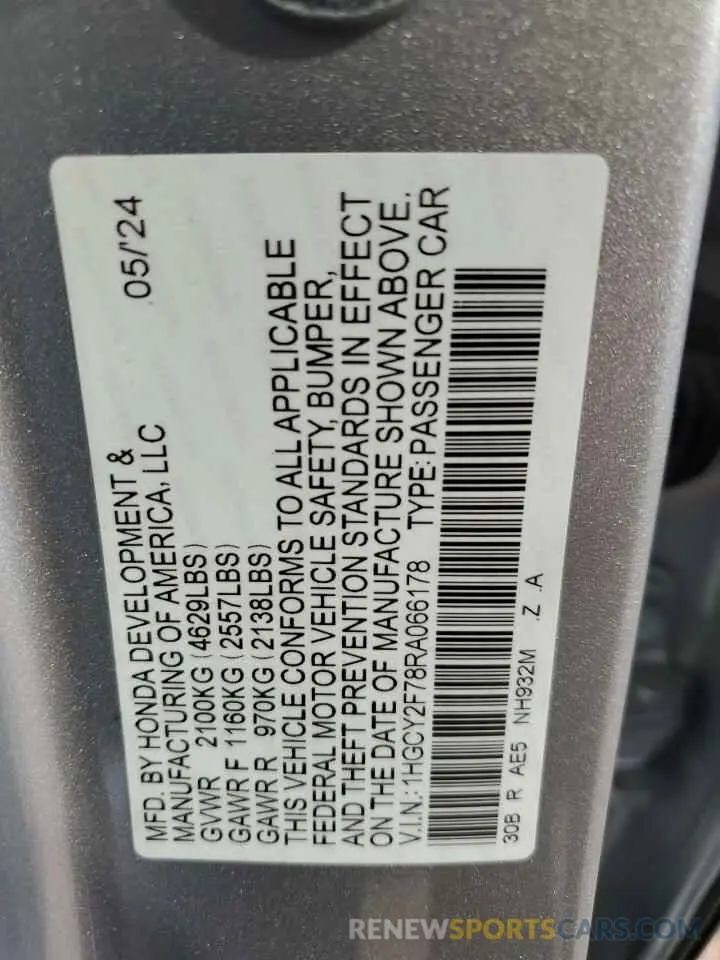 MFD. BY HONDA DEVELOPMENT & 05/'24
MANUFACTURING OF AMERICA, LLC
GVWR 2100KG (4629LBS)
GAWR F 1160KG (2557LBS)
GAWR R 970KG (2138LBS)
THIS VEHICLE CONFORMS TO ALL APPLICABLE
FEDERAL MOTOR VEHICLE SAFETY, BUMPER,
AND THEFT PREVENTION STANDARDS IN EFFECT
ON THE DATE OF MANUFACTURE SHOWN ABOVE.
V.I.N.: 1HGCY2F78RA066178 TYPE: PASSENGER CAR
30B R AE5 NH932M .Z .A
RENEWSPORTSCARS.COM